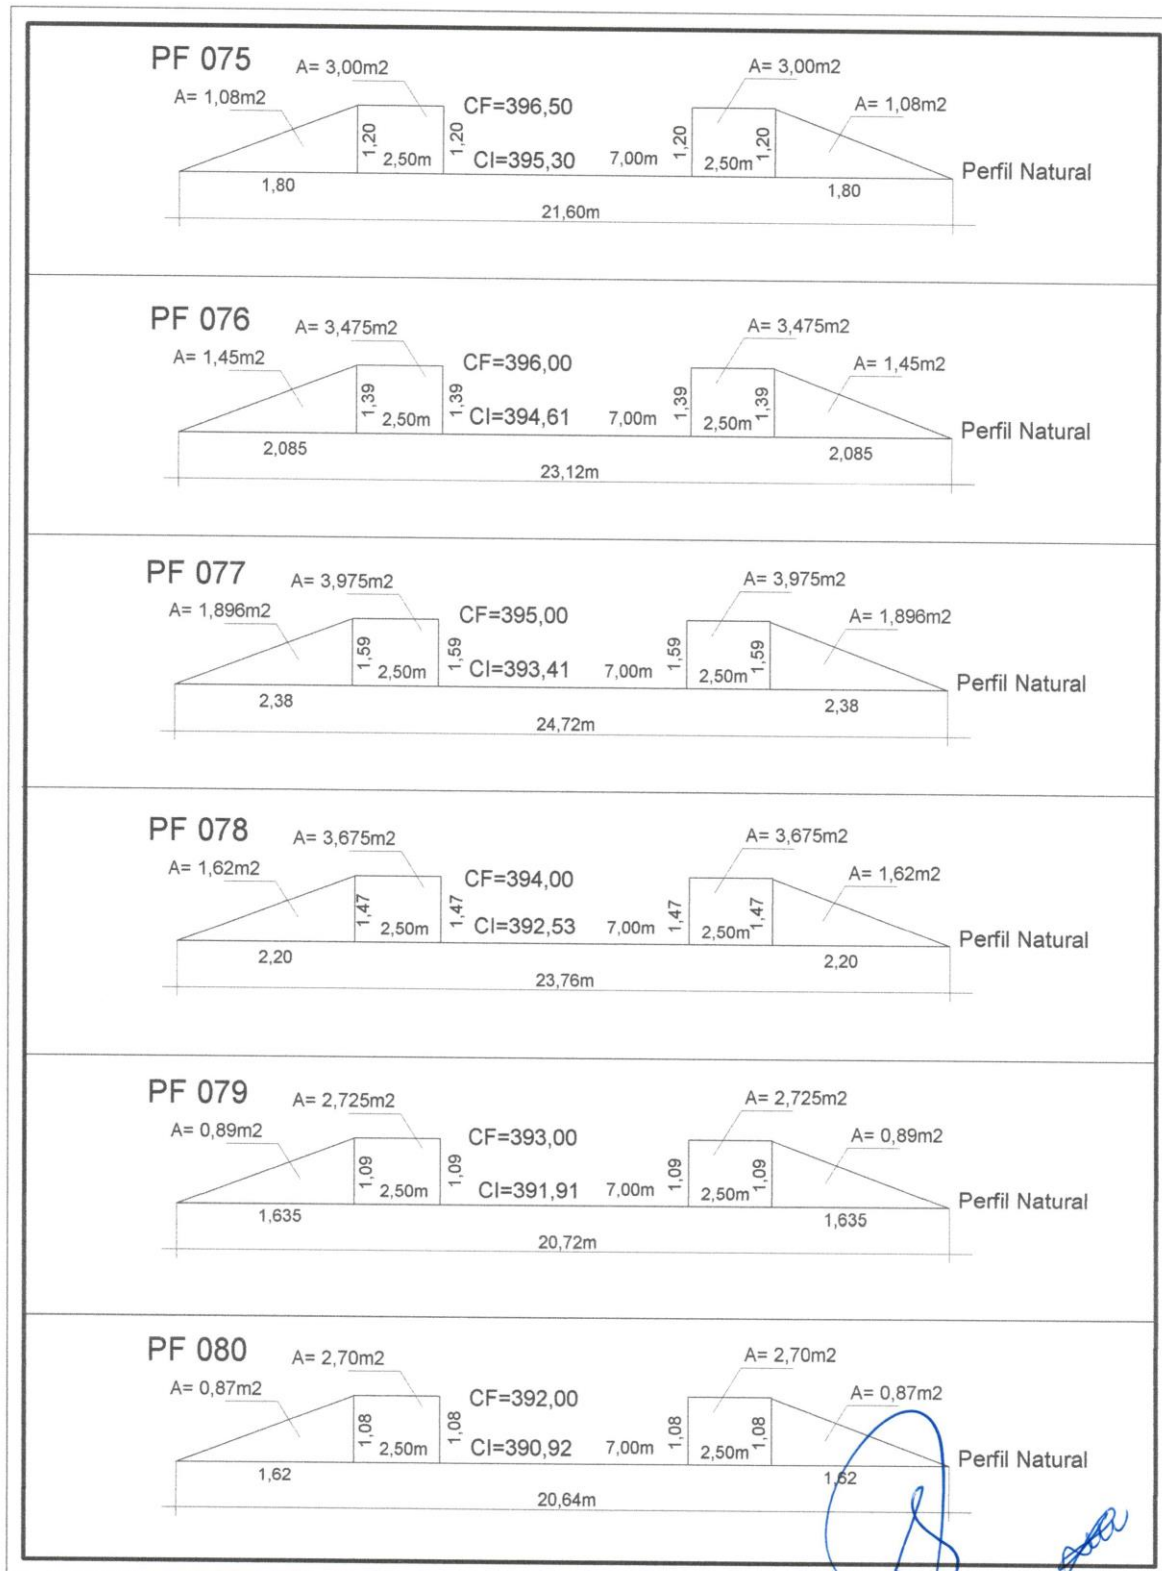 PF 075
A= 3,00m2
A= 3,00m2
A= 1,08m2
CF=396,50
A= 1,08m2
1,20
2,50m
1,20
CI=395,30
7,00m
1,20
2,50m
1,20
Perfil Natural
1,80
1,80
21,60m
PF 076
A= 3,475m2
A= 3,475m2
A= 1,45m2
CF=396,00
A= 1,45m2
1,39
2,50m
1,39
CI=394,61
7,00m
1,39
2,50m
1,39
Perfil Natural
2,085
2,085
23,12m
PF 077
A= 3,975m2
A= 3,975m2
A= 1,896m2
CF=395,00
A= 1,896m2
1,59
2,50m
1,59
CI=393,41
7,00m
1,59
2,50m
1,59
Perfil Natural
2,38
2,38
24,72m
PF 078
A= 3,675m2
A= 3,675m2
A= 1,62m2
CF=394,00
A= 1,62m2
1,47
2,50m
1,47
CI=392,53
7,00m
1,47
2,50m
1,47
Perfil Natural
2,20
2,20
23,76m
PF 079
A= 2,725m2
A= 2,725m2
A= 0,89m2
CF=393,00
A= 0,89m2
1,09
2,50m
1,09
CI=391,91
7,00m
1,09
2,50m
1,09
Perfil Natural
1,635
1,635
20,72m
PF 080
A= 2,70m2
A= 2,70m2
A= 0,87m2
CF=392,00
A= 0,87m2
1,08
2,50m
1,08
CI=390,92
7,00m
1,08
2,50m
1,08
Perfil Natural
1,62
1,62
20,64m